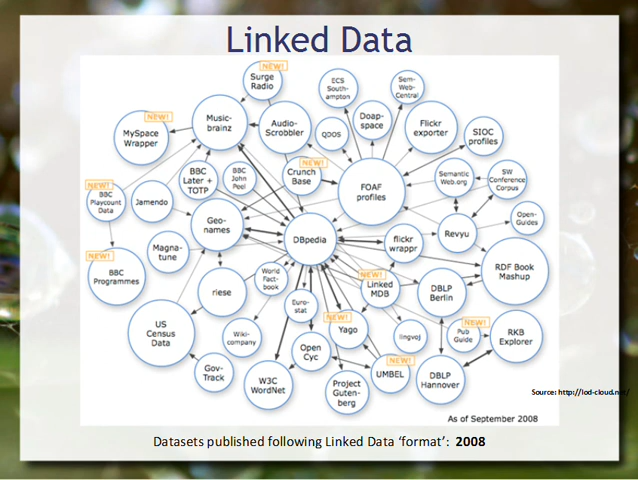 Linked Data
NEW!
Surge
Radio
ECS
South-
ampton
Sem-
Web-
Central
NEW!
MySpace
Wrapper
Music-
brainz
Audio-
Scrobbler
QDOS
Doap-
space
Flickr
exporter
SIOC
profiles
NEW!
BBC
Playcount
Data
Jamendo
BBC
Later +
TOTP
BBC
John
Peel
NEW!
Crunch
Base
FOAF
profiles
Semantic
Web.org
SW
Conference
Corpus
Geo-
names
DBpedia
flickr
wrappr
Revyu
Open-
Guides
NEW!
BBC
Programmes
Magna-
tune
riese
World
Fact-
book
Euro-
stat
NEW!
Linked
MDB
DBLP
Berlin
RDF Book
Mashup
US
Census
Data
Wiki-
company
Open
Cyc
NEW!
Yago
lingvoj
NEW!
Pub
Guide
RKB
Explorer
Gov-
Track
W3C
WordNet
Project
Guten-
berg
NEW!
UMBEL
DBLP
Hannover
Source: http://lod-cloud.net/
As of September 2008
Datasets published following Linked Data ‘format’: 2008